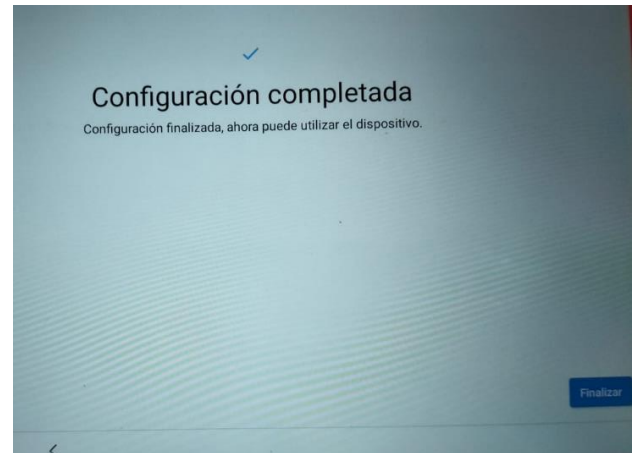 Configuración completada
Configuración finalizada, ahora puede utilizar el dispositivo.
Finalizar